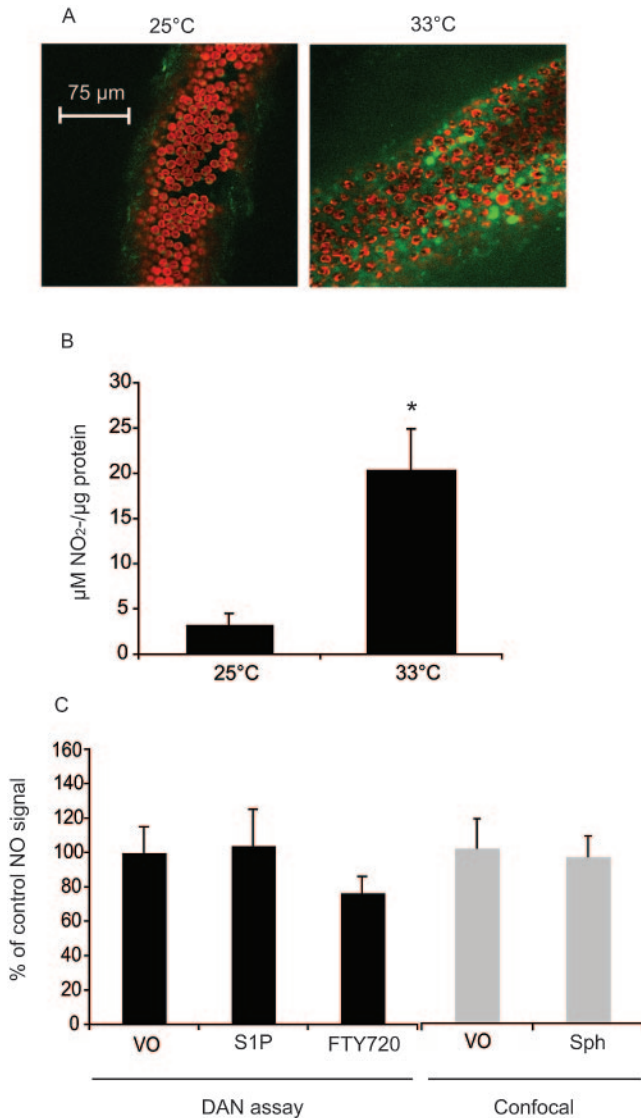 A
25°C 33°C
75 µm
B
30
25
20
15
10
5
0
µM NO2-/µg protein
*
25°C 33°C
C
160
140
120
100
80
60
40
20
0
% of control NO signal
VO S1P FTY720 VO Sph
DAN assay Confocal